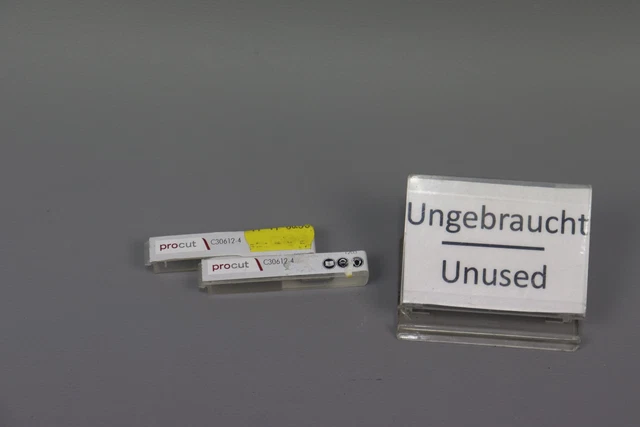 procut C30612-4
procut C30612-4
Ungebraucht
Unused